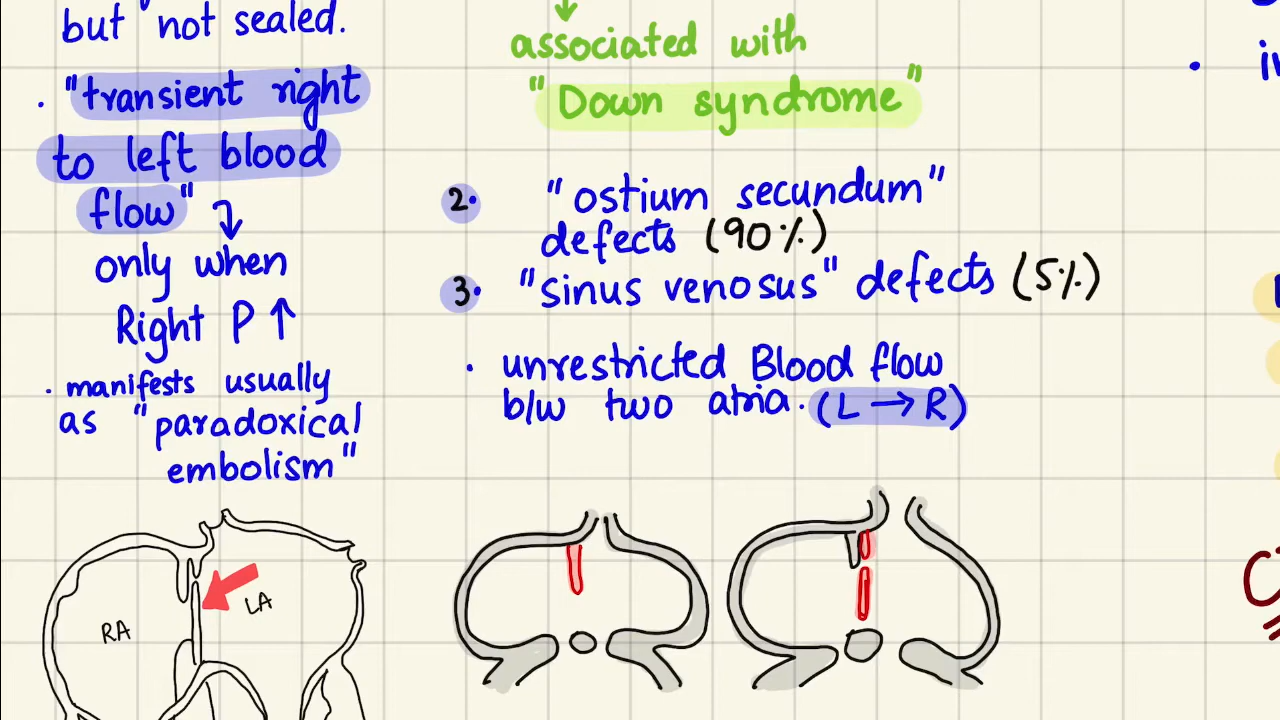 but not sealed.
. "transient right
to left blood
flow"
only when
Right P ↑
. manifests usually
as "paradoxical
embolism"
RA
LA
associated with
"Down syndrome"
2. "ostium secundum"
defects (90%)
3. "sinus venosus" defects (5%)
. unrestricted Blood flow
b/w two atria. (L → R)